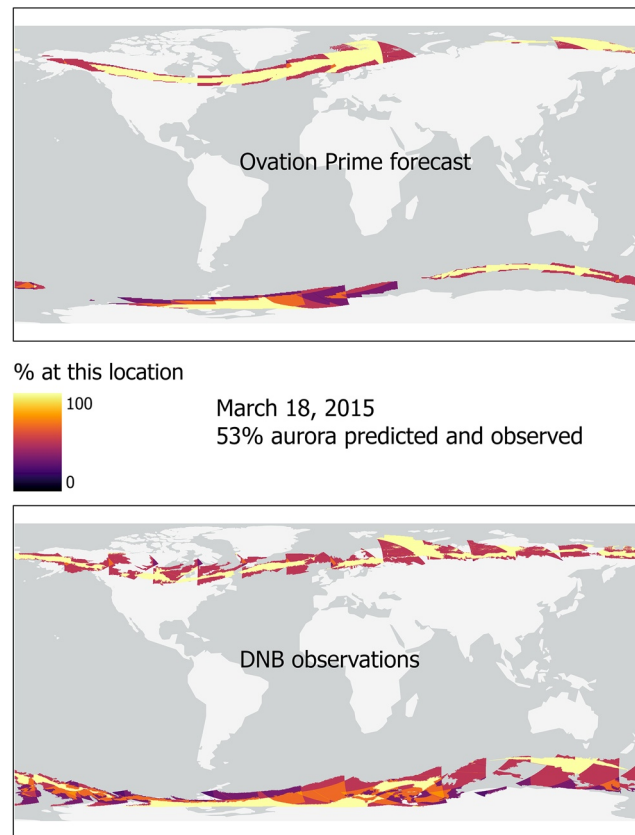 Ovation Prime forecast
% at this location
100
0
March 18, 2015
53% aurora predicted and observed
DNB observations